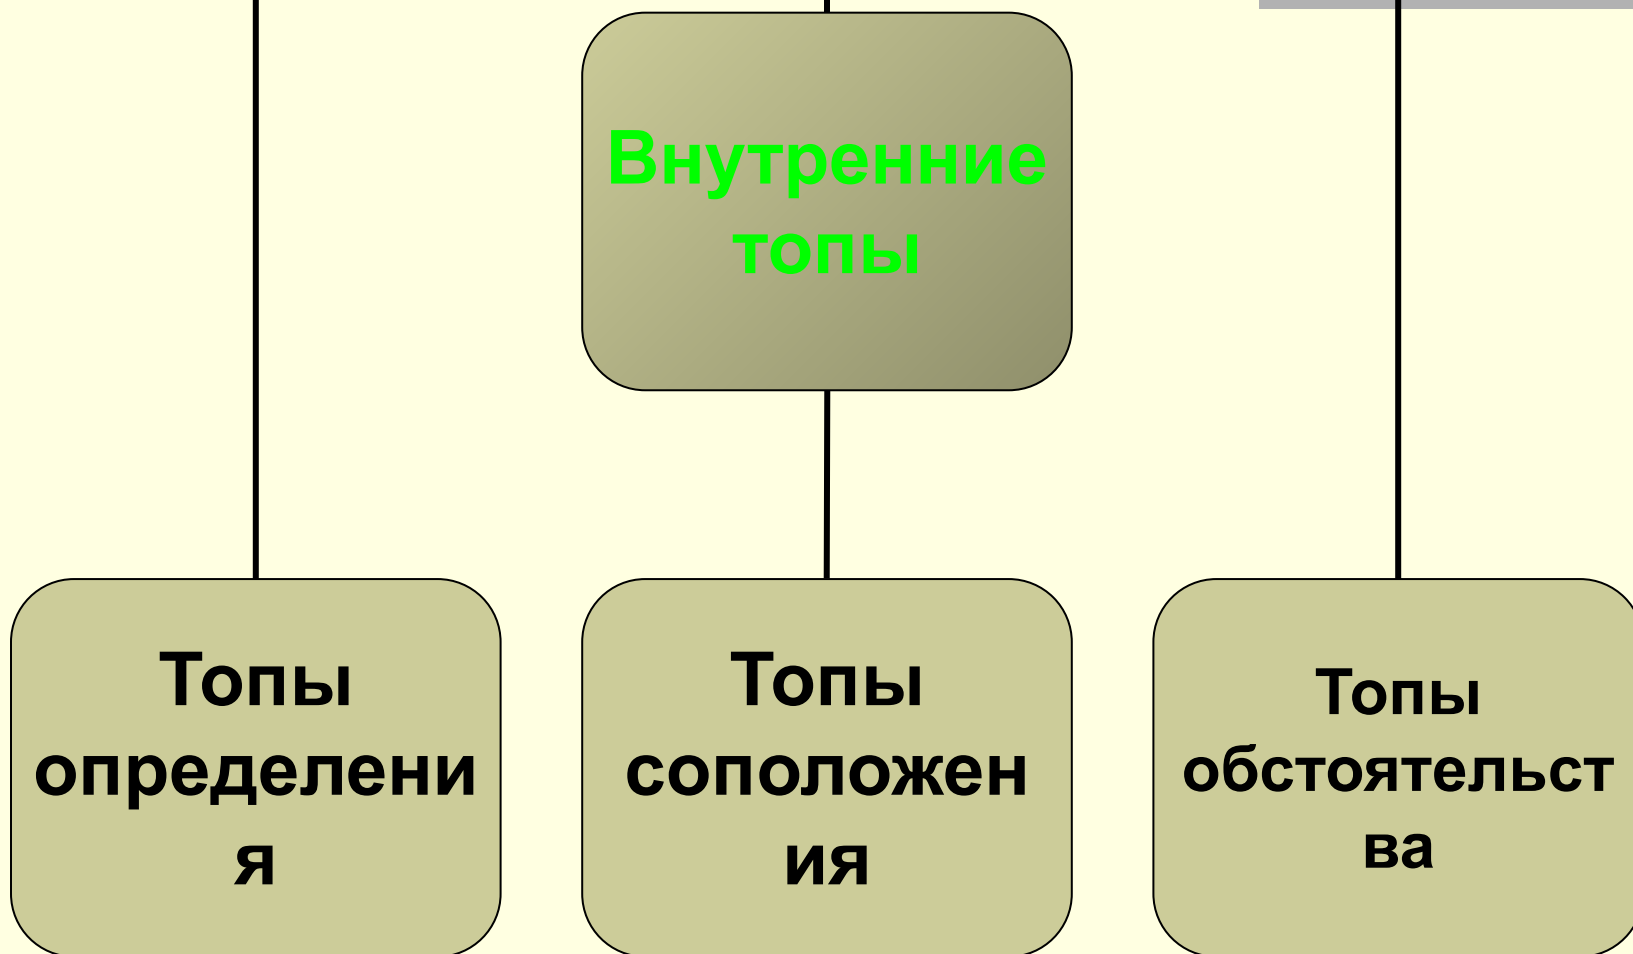 Внутренние
топы
Топы
определени
я
Топы
соположен
ия
Топы
обстоятельст
ва